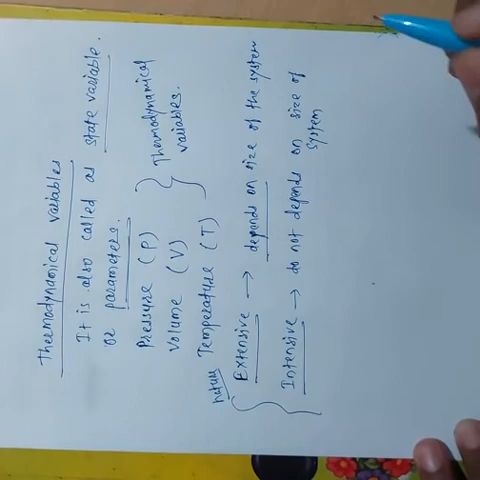 Thermodynamical variables
It is also called as state variable.
or parameters.
Pressure (P)
Volume (V)
Temperature (T)
Thermodynamical
variables.
nature
Extensive → depends on size of the system
Intensive → do not depends on size of
system